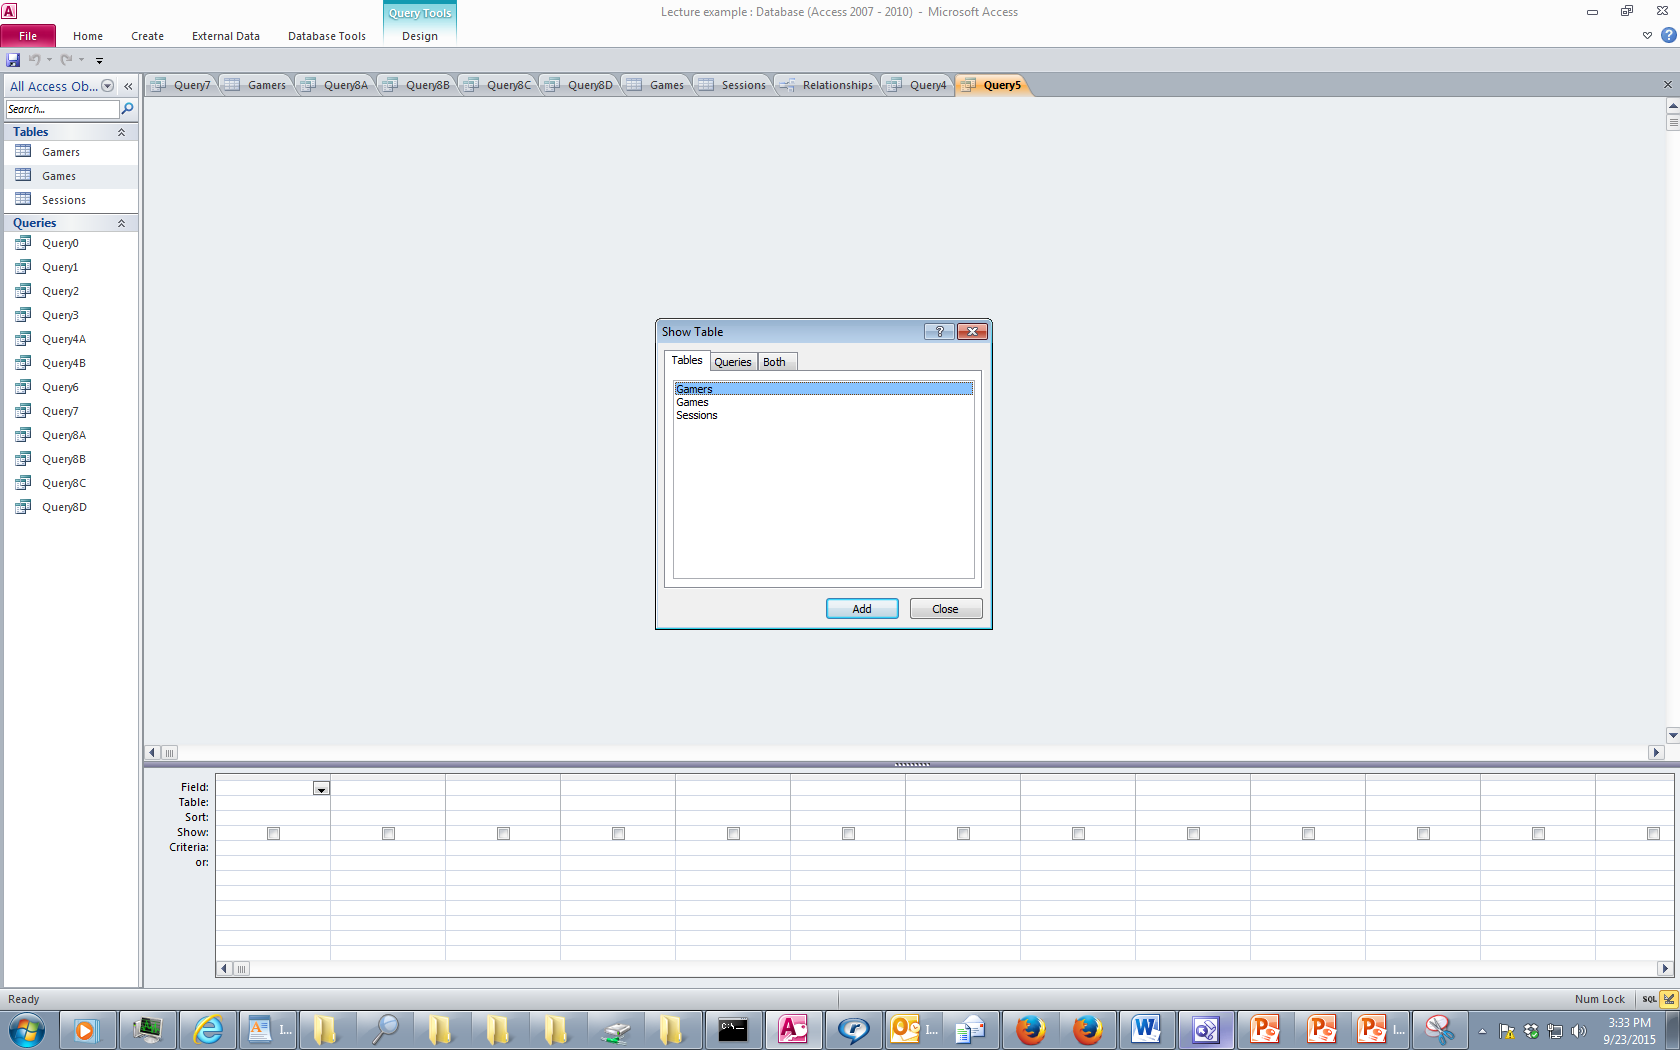 Query Tools
Lecture example : Database (Access 2007 - 2010) - Microsoft Access
File
Home
Create
External Data
Database Tools
Design
All Access Ob...
Query7
Gamers
Query8A
Query8B
Query8C
Query8D
Games
Sessions
Relationships
Query4
Query5
Search...
Tables
Gamers
Games
Sessions
Queries
Query0
Query1
Query2
Query3
Query4A
Query4B
Query6
Query7
Query8A
Query8B
Query8C
Query8D
Show Table
Tables
Queries
Both
Gamers
Games
Sessions
Add
Close
Field:
Table:
Sort:
Show:
Criteria:
or:
Ready
Num Lock
SQL
I...
C:\.
I...
I...
3:33 PM
9/23/2015